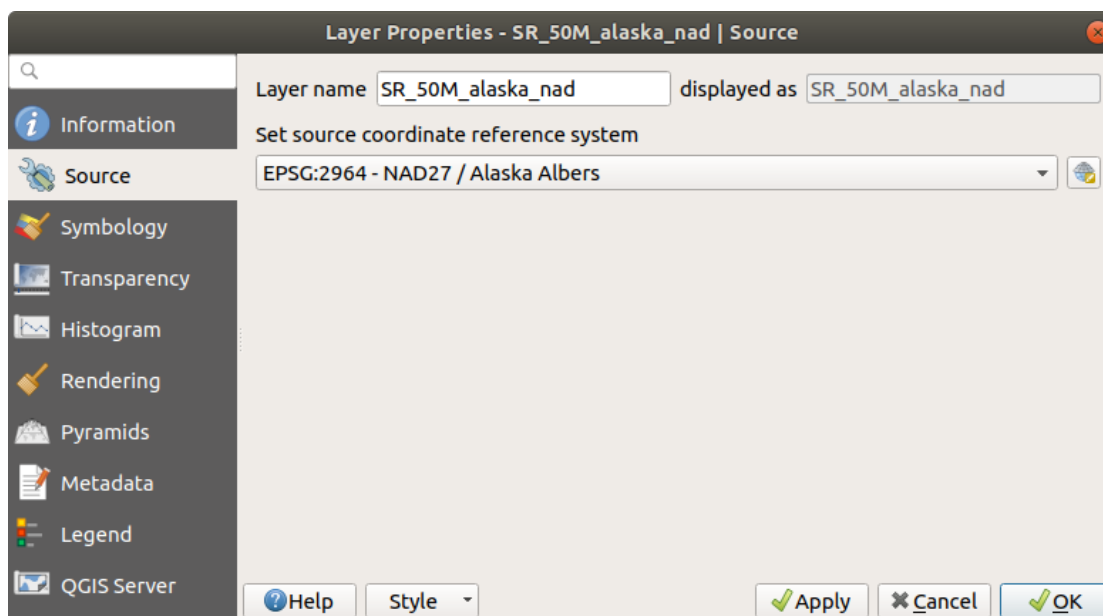 Layer Properties - SR_50M_alaska_nad | Source
Layer name SR_50M_alaska_nad displayed as SR_50M_alaska_nad
Set source coordinate reference system
EPSG:2964 - NAD27 / Alaska Albers
Information
Source
Symbology
Transparency
Histogram
Rendering
Pyramids
Metadata
Legend
QGIS Server
Help Style Apply Cancel OK